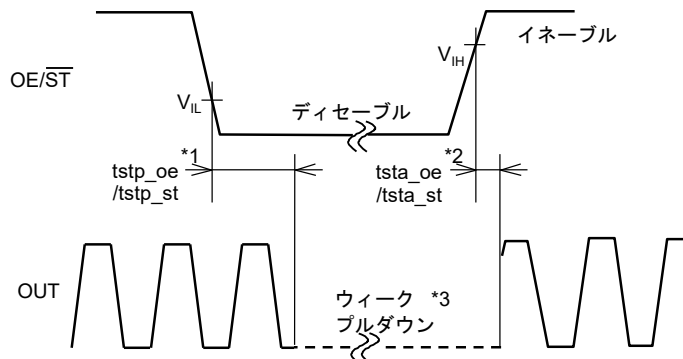 イネーブル
V_IH
OE/S̅T̅
V_IL
ディセーブル
*1
tstp_oe
/tstp_st
*2
tsta_oe
/tsta_st
OUT
ウィーク *3
プルダウン